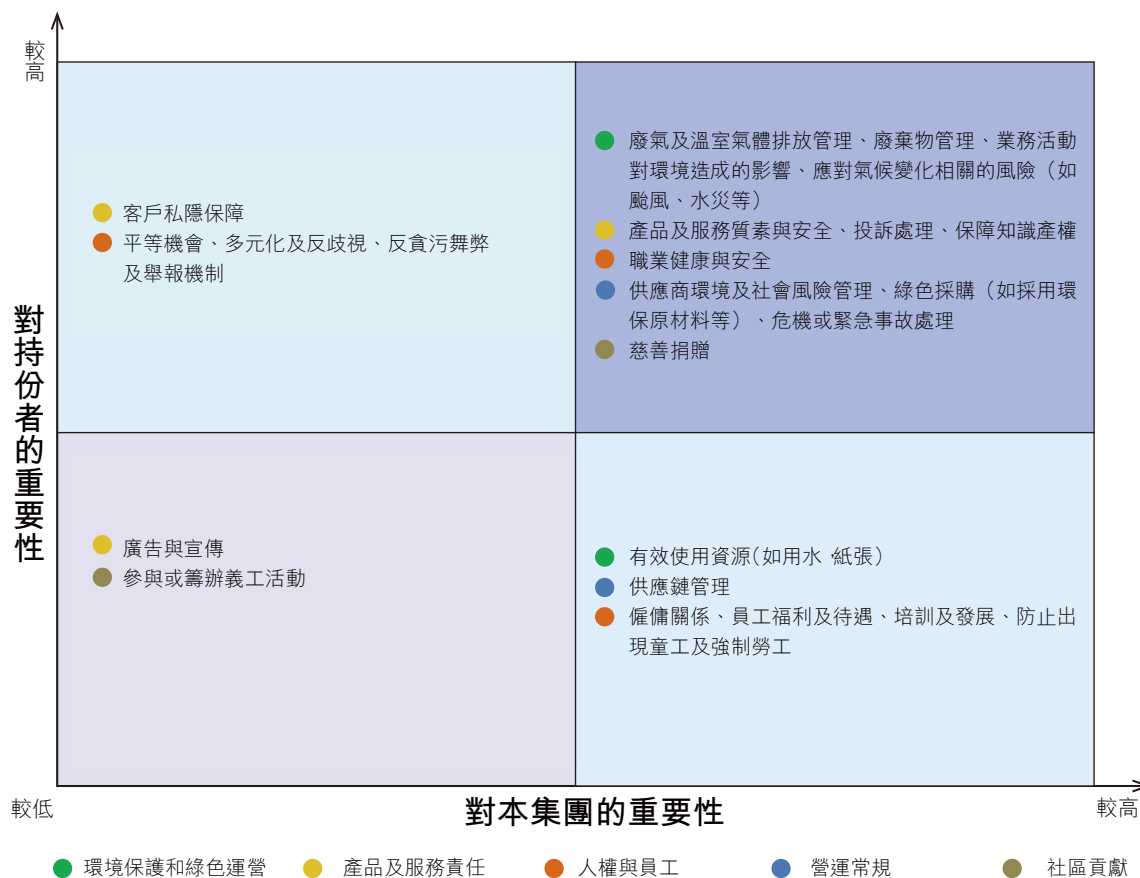 較高
客戶私隱保障
平等機會、多元化及反歧視、反貪污舞弊
及舉報機制
廢氣及溫室氣體排放管理、廢棄物管理、業務活動
對環境造成的影響、應對氣候變化相關的風險（如
颱風、水災等）
產品及服務質素與安全、投訴處理、保障知識產權
職業健康與安全
供應商環境及社會風險管理、綠色採購（如採用環
保原材料等）、危機或緊急事故處理
慈善捐贈
對持份者的重要性
廣告與宣傳
參與或籌辦義工活動
有效使用資源(如用水、紙張)
供應鏈管理
僱傭關係、員工福利及待遇、培訓及發展、防止出
現童工及強制勞工
較低
對本集團的重要性
較高
環境保護和綠色運營
產品及服務責任
人權與員工
營運常規
社區貢獻